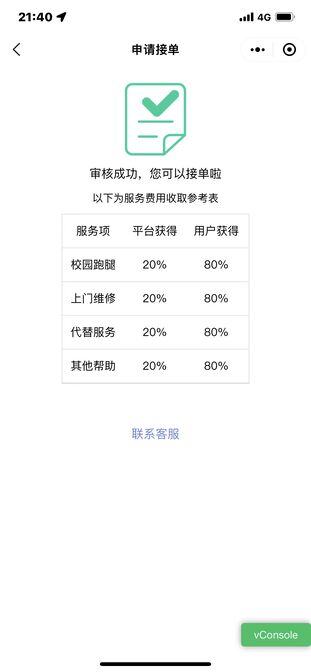 21:40 4G
申请接单
审核成功，您可以接单啦
以下为服务费用收取参考表
服务项 平台获得 用户获得
校园跑腿 20% 80%
上门维修 20% 80%
代替服务 20% 80%
其他帮助 20% 80%
联系客服
vConsole